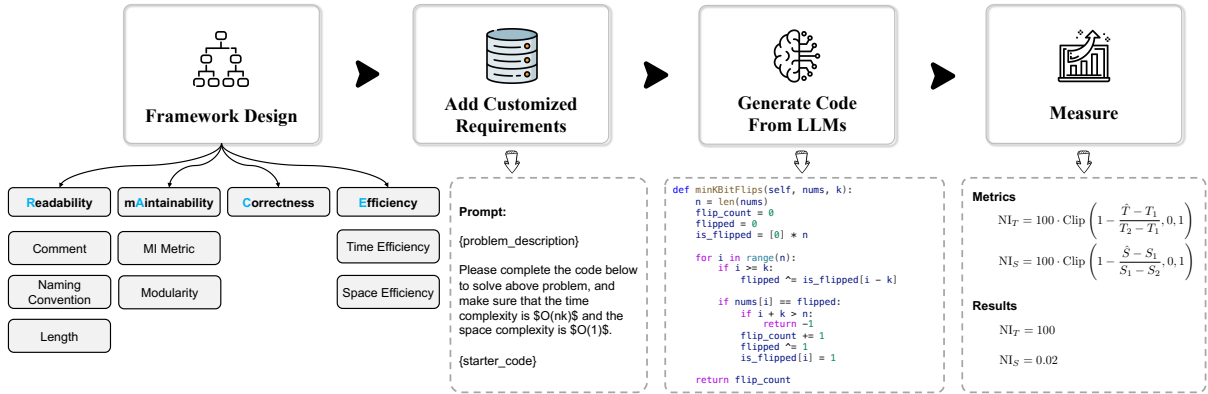 Framework Design
Add Customized
Requirements
Generate Code
From LLMs
Measure
Readability
mAintainability
Correctness
Efficiency
Comment
MI Metric
Time Efficiency
Naming
Convention
Modularity
Space Efficiency
Length
Prompt:
{problem_description}
Please complete the code below
to solve above problem, and
make sure that the time
complexity is $O(nk)$ and the
space complexity is $O(1)$.
{starter_code}
def minKBitFlips(self, nums, k):
    n = len(nums)
    flip_count = 0
    flipped = 0
    is_flipped = [0] * n
    for i in range(n):
        if i >= k:
            flipped ^= is_flipped[i - k]
        if nums[i] == flipped:
            if i + k > n:
                return -1
            flip_count += 1
            flipped ^= 1
            is_flipped[i] = 1
    return flip_count
Metrics
NI_T = 100 · Clip (1 − \frac{\hat{T} − T_1}{T_2 − T_1}, 0, 1)
NI_S = 100 · Clip (1 − \frac{\hat{S} − S_1}{S_1 − S_2}, 0, 1)
Results
NI_T = 100
NI_S = 0.02